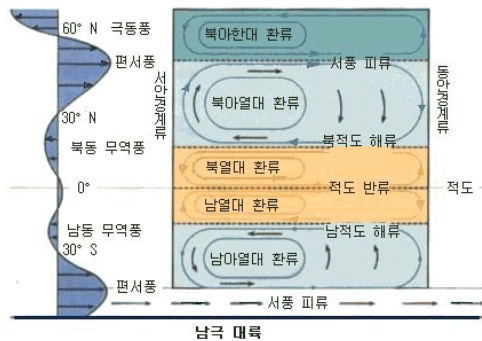 60° N 극동풍
북아한대 환류
편서풍
서풍 피류
서안경계류
동안경계류
북아열대 환류
30° N
북동 무역풍
북적도 해류
북열대 환류
0°
적도 반류
적도
남열대 환류
남동 무역풍
남적도 해류
30° S
남아열대 환류
편서풍
서풍 피류
남극 대륙